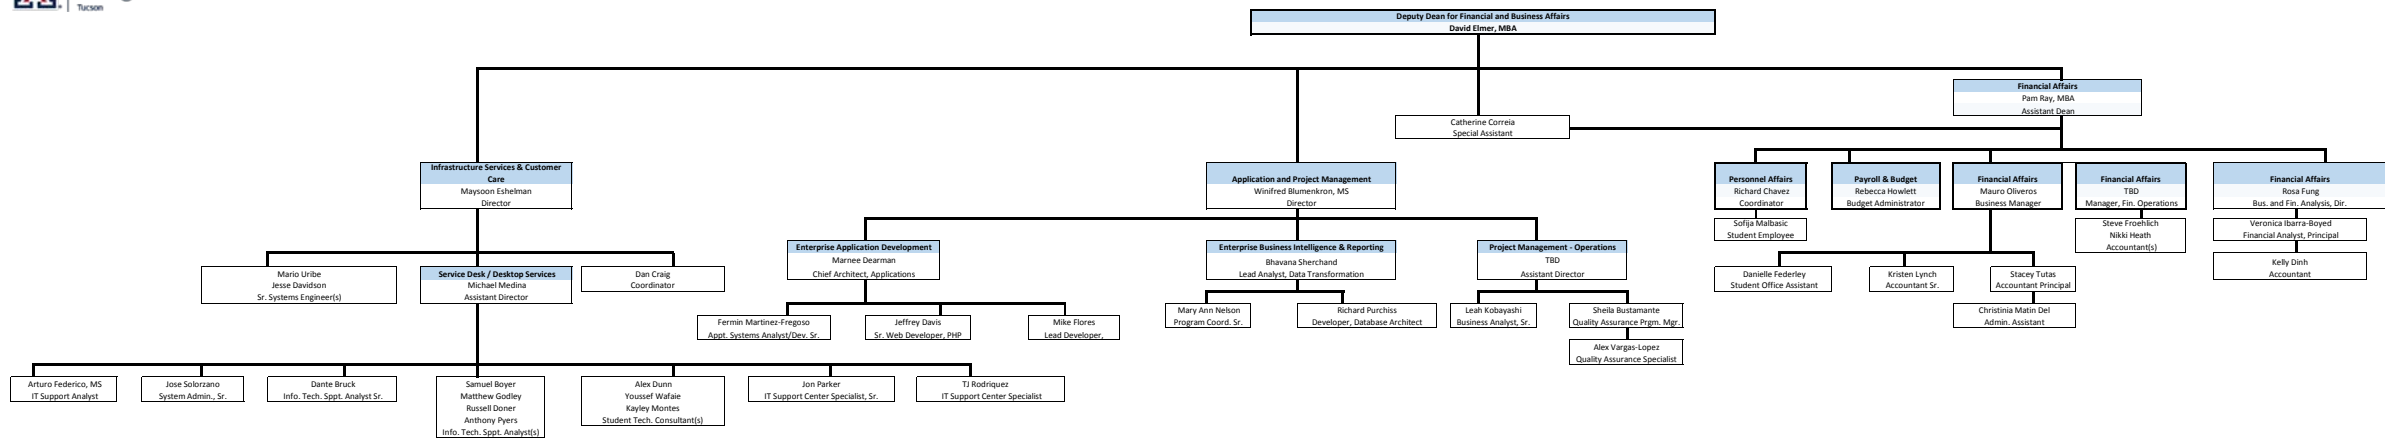 Tucson
Deputy Dean for Financial and Business Affairs
David Elmer, MBA
Financial Affairs
Pam Ray, MBA
Assistant Dean
Catherine Correia
Special Assistant
Infrastructure Services & Customer
Care
Maysoon Eshelman
Director
Application and Project Management
Winifred Blumenkron, MS
Director
Personnel Affairs
Richard Chavez
Coordinator
Payroll & Budget
Rebecca Howlett
Budget Administrator
Financial Affairs
Mauro Oliveros
Business Manager
Financial Affairs
TBD
Manager, Fin. Operations
Financial Affairs
Rosa Fung
Bus. and Fin. Analysis, Dir.
Sofija Malbasic
Student Employee
Steve Froehlich
Nikki Heath
Accountant(s)
Veronica Ibarra-Boyed
Financial Analyst, Principal
Kelly Dinh
Accountant
Enterprise Application Development
Marnee Dearman
Chief Architect, Applications
Enterprise Business Intelligence & Reporting
Bhavana Sherchand
Lead Analyst, Data Transformation
Project Management - Operations
TBD
Assistant Director
Mario Uribe
Jesse Davidson
Sr. Systems Engineer(s)
Service Desk / Desktop Services
Michael Medina
Assistant Director
Dan Craig
Coordinator
Danielle Federley
Student Office Assistant
Kristen Lynch
Accountant Sr.
Stacey Tutas
Accountant Principal
Christinia Matin Del
Admin. Assistant
Fermin Martinez-Fregoso
Appt. Systems Analyst/Dev. Sr.
Jeffrey Davis
Sr. Web Developer, PHP
Mike Flores
Lead Developer,
Mary Ann Nelson
Program Coord. Sr.
Richard Purchiss
Developer, Database Architect
Leah Kobayashi
Business Analyst, Sr.
Sheila Bustamante
Quality Assurance Prgm. Mgr.
Alex Vargas-Lopez
Quality Assurance Specialist
Arturo Federico, MS
IT Support Analyst
Jose Solorzano
System Admin., Sr.
Dante Bruck
Info. Tech. Sppt. Analyst Sr.
Samuel Boyer
Matthew Godley
Russell Doner
Anthony Pyers
Info. Tech. Sppt. Analyst(s)
Alex Dunn
Youssef Wafaie
Kayley Montes
Student Tech. Consultant(s)
Jon Parker
IT Support Center Specialist, Sr.
TJ Rodriquez
IT Support Center Specialist